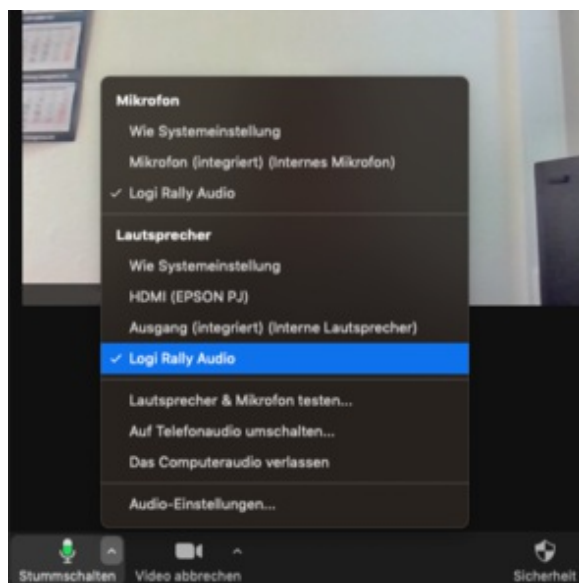 Mikrofon
Wie Systemeinstellung
Mikrofon (integriert) (Internes Mikrofon)
✓ Logi Rally Audio
Lautsprecher
Wie Systemeinstellung
HDMI (EPSON PJ)
Ausgang (integriert) (Interne Lautsprecher)
✓ Logi Rally Audio
Lautsprecher & Mikrofon testen...
Auf Telefonaudio umschalten...
Das Computeraudio verlassen
Audio-Einstellungen...
Stummschalten Video abbrechen Sicherheit